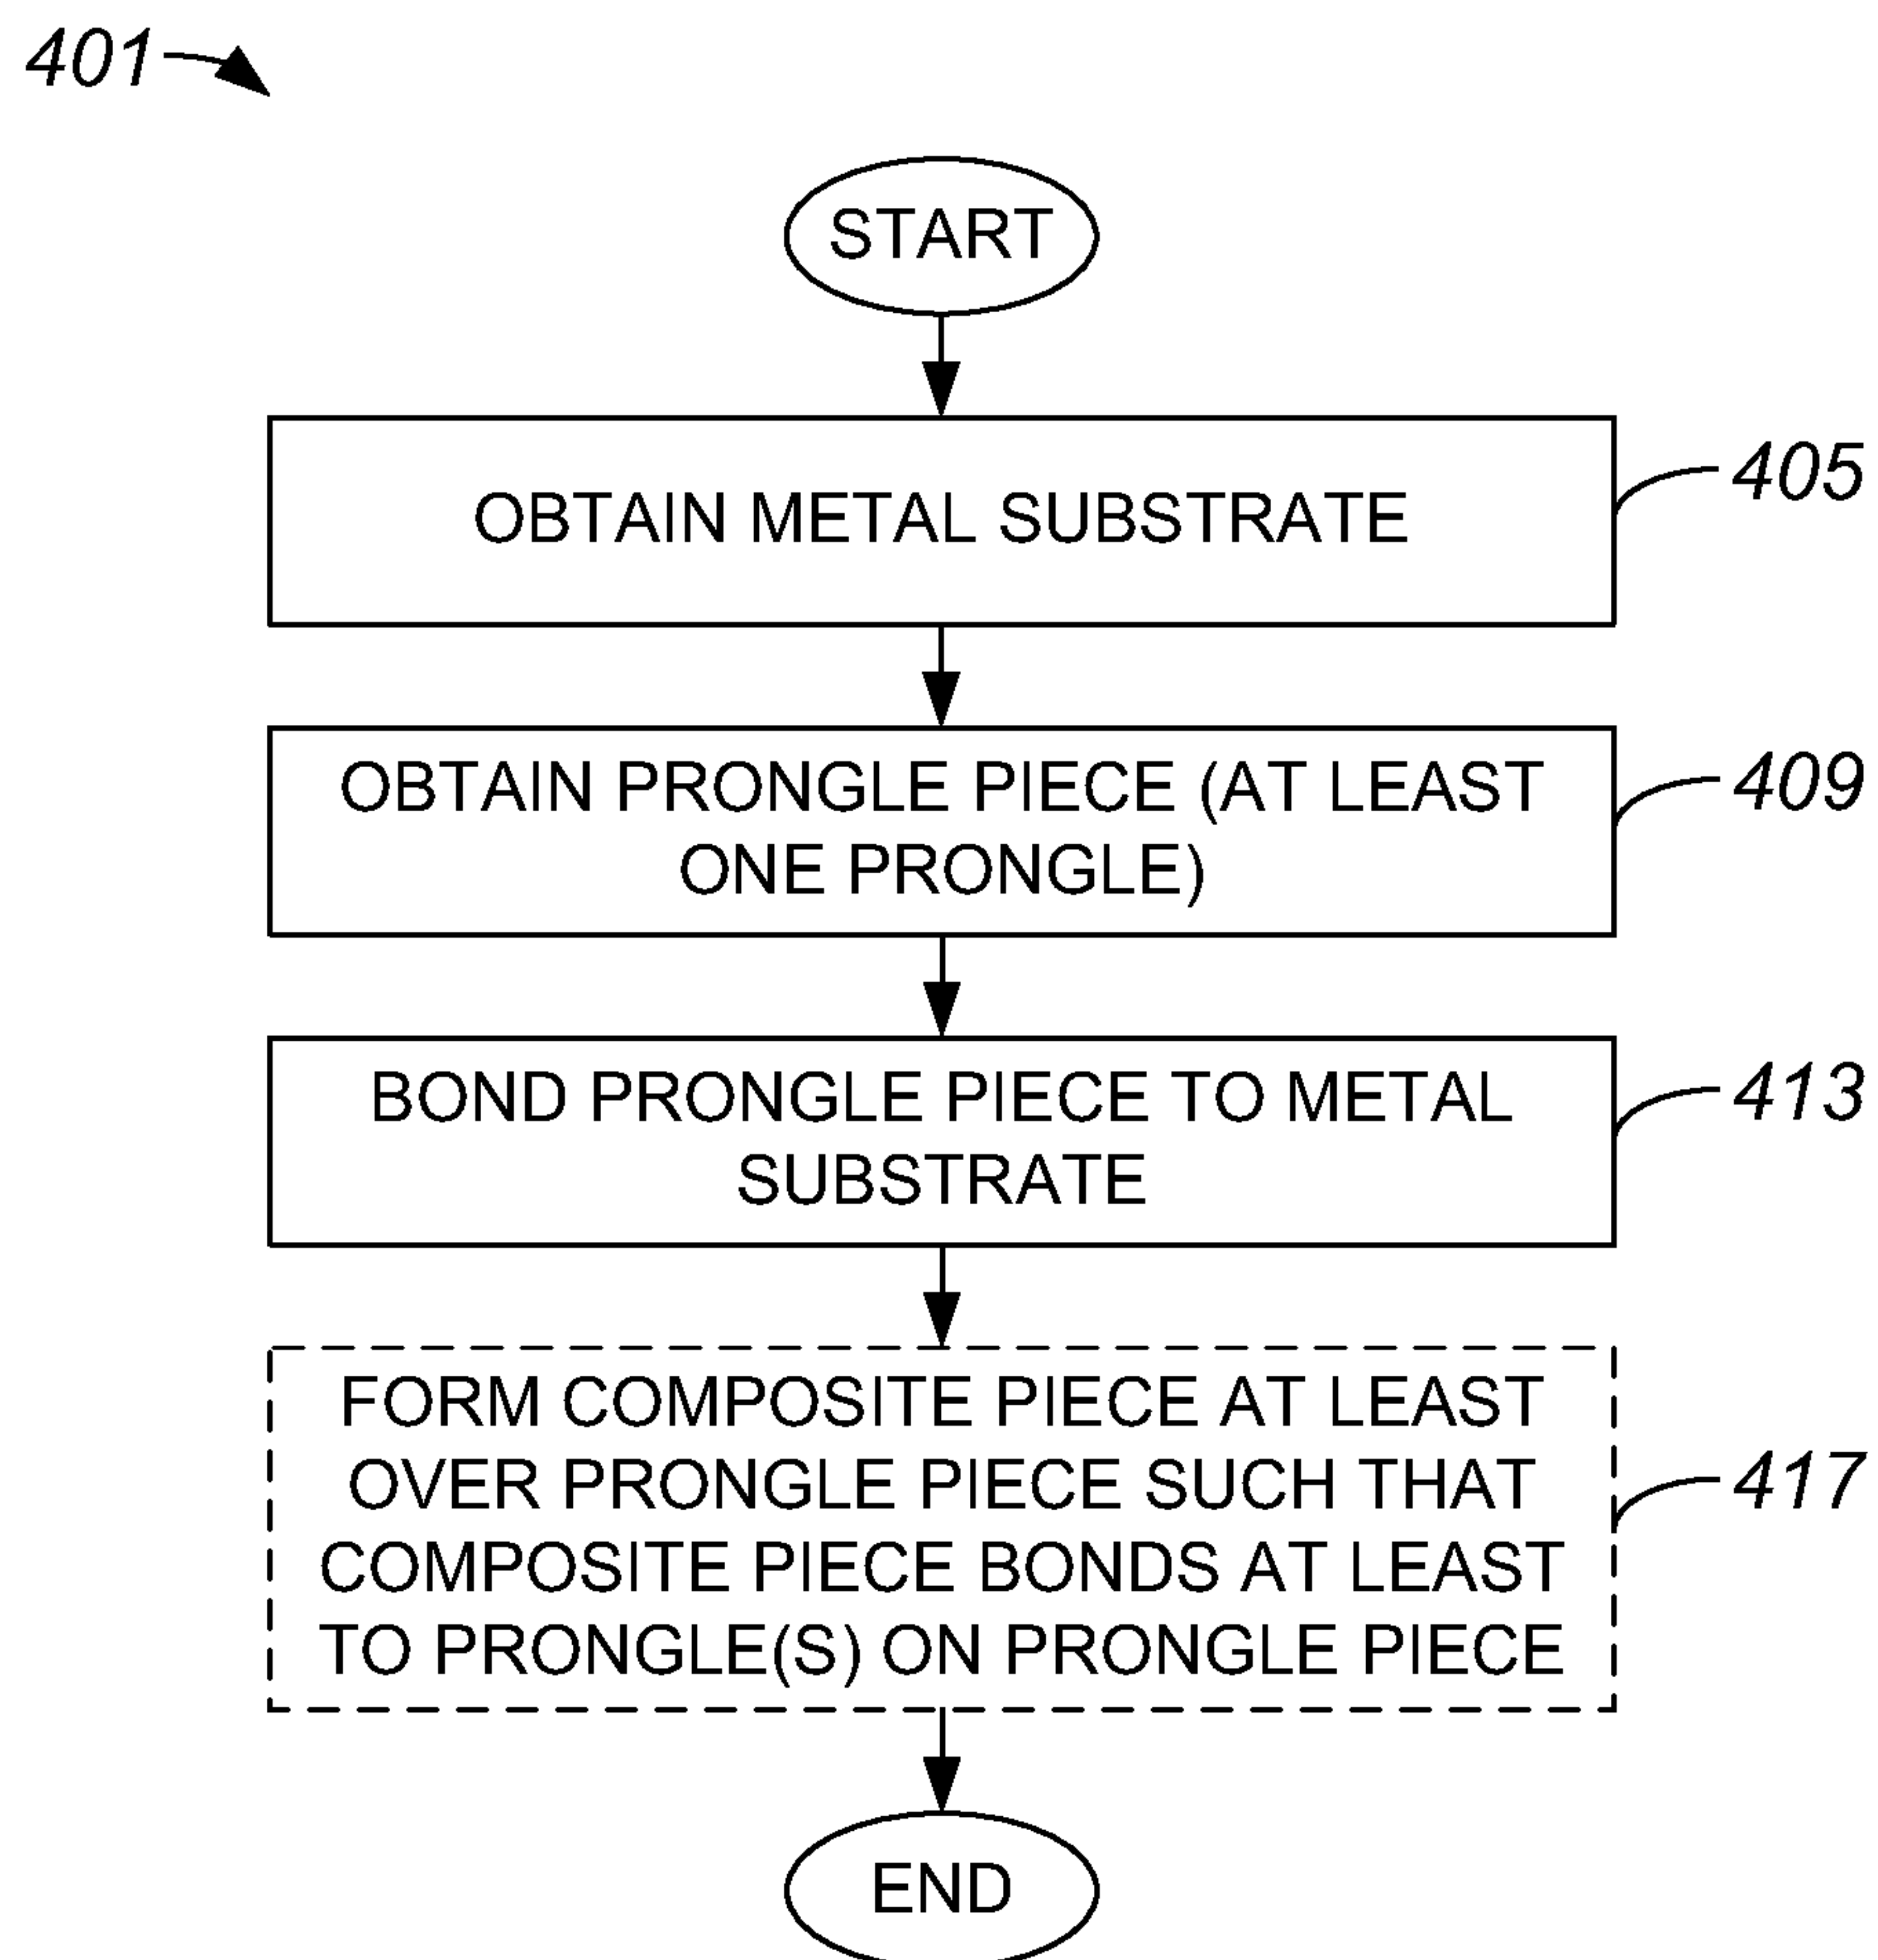 401
START
OBTAIN METAL SUBSTRATE
405
OBTAIN PRONGLE PIECE (AT LEAST
ONE PRONGLE)
409
BOND PRONGLE PIECE TO METAL
SUBSTRATE
413
FORM COMPOSITE PIECE AT LEAST
OVER PRONGLE PIECE SUCH THAT
COMPOSITE PIECE BONDS AT LEAST
TO PRONGLE(S) ON PRONGLE PIECE
417
END